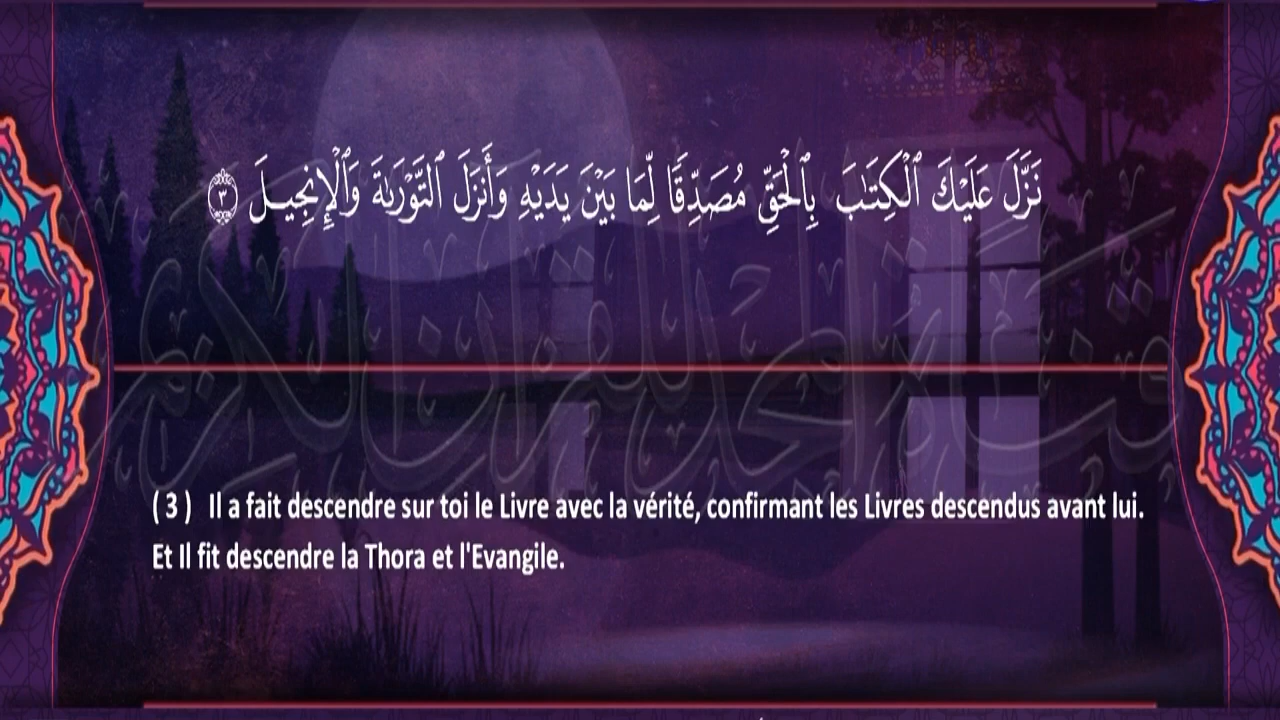 نَزَّلَ عَلَيْكَ ٱلْكِتَٰبَ بِٱلْحَقِّ مُصَدِّقًا لِّمَا بَيْنَ يَدَيْهِ وَأَنزَلَ ٱلتَّوْرَىٰةَ وَٱلْإِنجِيلَ ٣
( 3 ) Il a fait descendre sur toi le Livre avec la vérité, confirmant les Livres descendus avant lui.
Et Il fit descendre la Thora et l'Evangile.